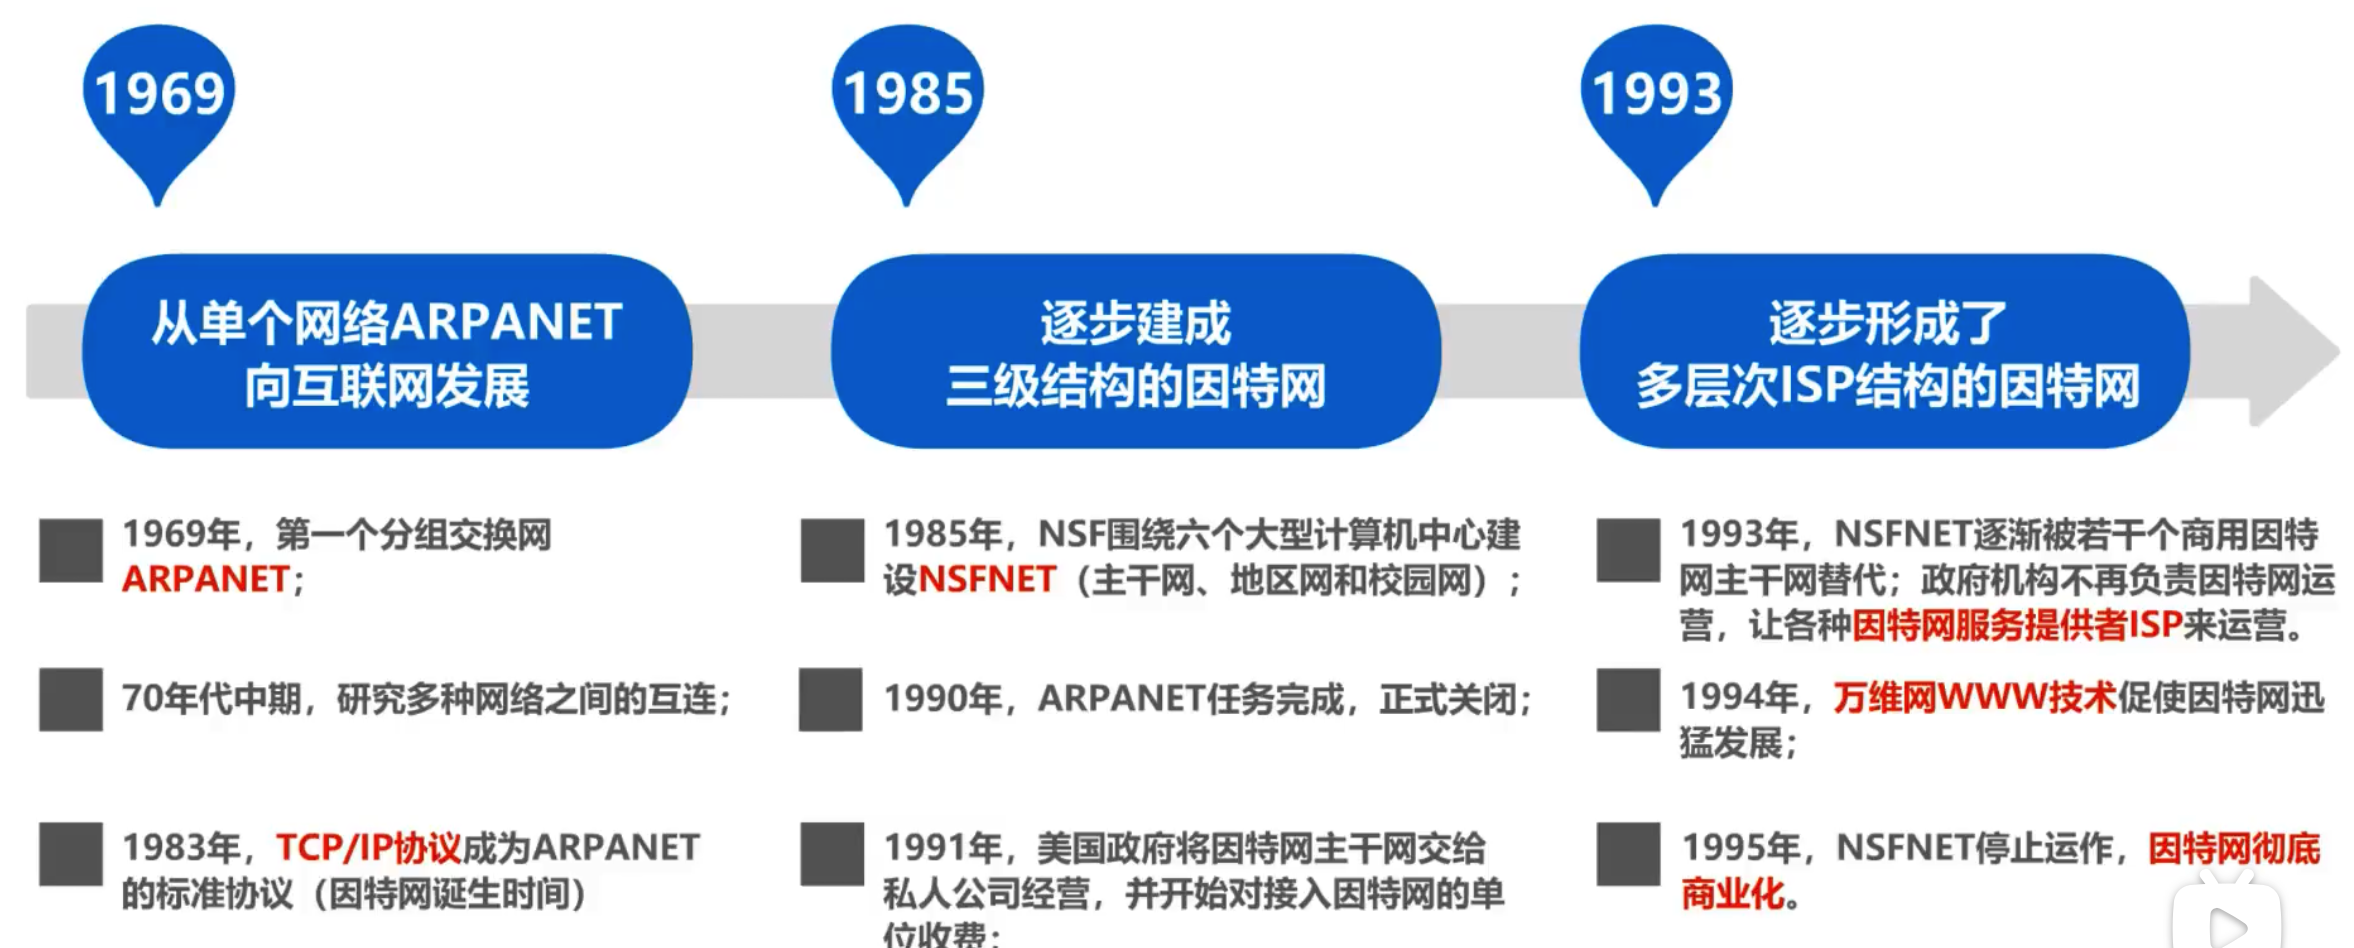 1969
1985
1993
从单个网络ARPANET
向互联网发展
逐步建成
三级结构的因特网
逐步形成了
多层次ISP结构的因特网
1969年，第一个分组交换网
ARPANET；
70年代中期，研究多种网络之间的互连；
1983年，TCP/IP协议成为ARPANET
的标准协议（因特网诞生时间）
1985年，NSF围绕六个大型计算机中心建
设NSFNET（主干网、地区网和校园网）；
1990年，ARPANET任务完成，正式关闭；
1991年，美国政府将因特网主干网交给
私人公司经营，并开始对接入因特网的单
位收费；
1993年，NSFNET逐渐被若干个商用因特
网主干网替代；政府机构不再负责因特网运
营，让各种因特网服务提供者ISP来运营。
1994年，万维网WWW技术促使因特网迅
猛发展；
1995年，NSFNET停止运作，因特网彻底
商业化。